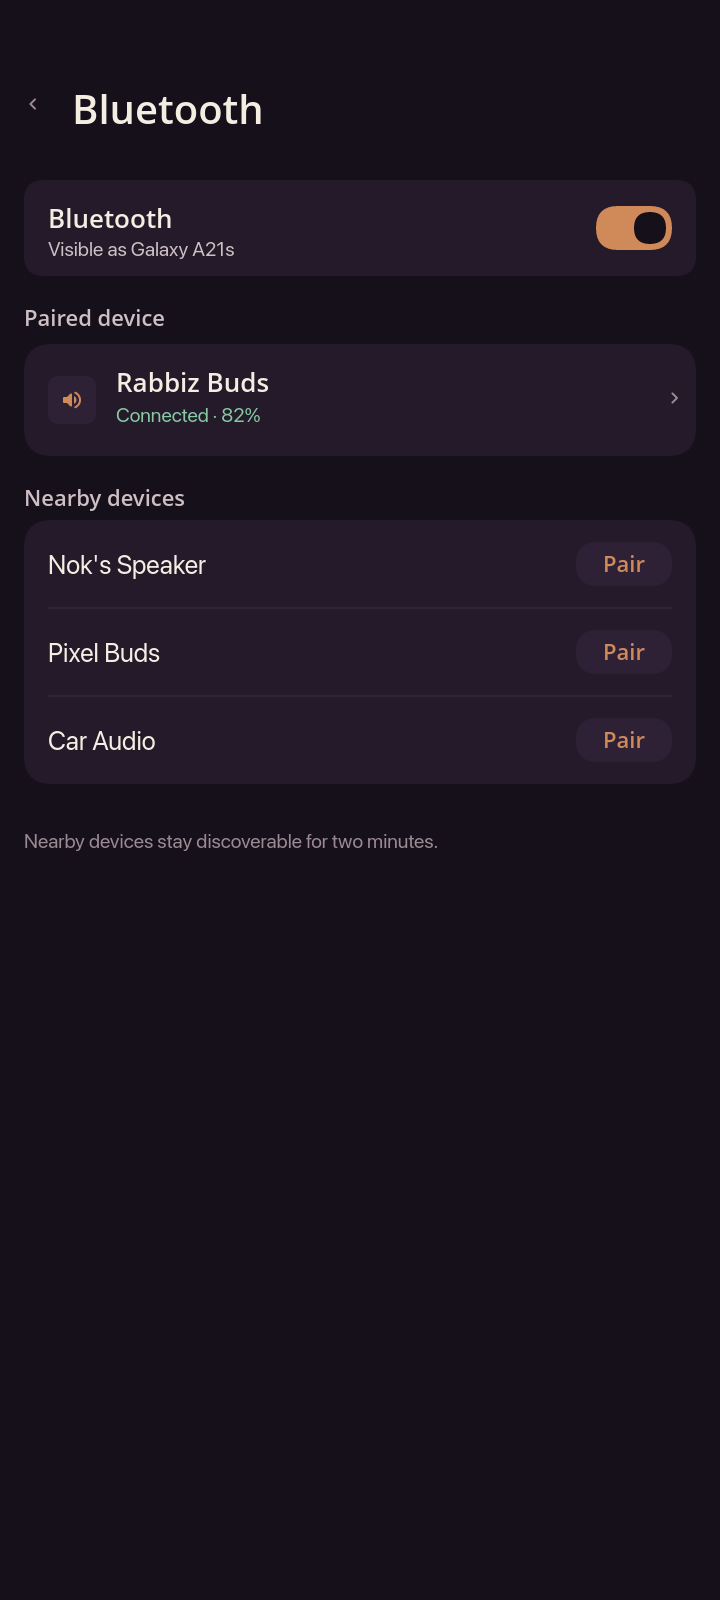 Bluetooth
Bluetooth
Visible as Galaxy A21s
Paired device
Rabbiz Buds
Connected · 82%
Nearby devices
Nok's Speaker
Pair
Pixel Buds
Pair
Car Audio
Pair
Nearby devices stay discoverable for two minutes.